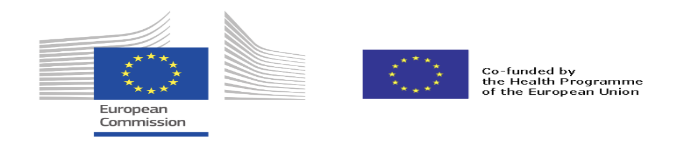 European
Commission
Co-funded by
the Health Programme
of the European Union